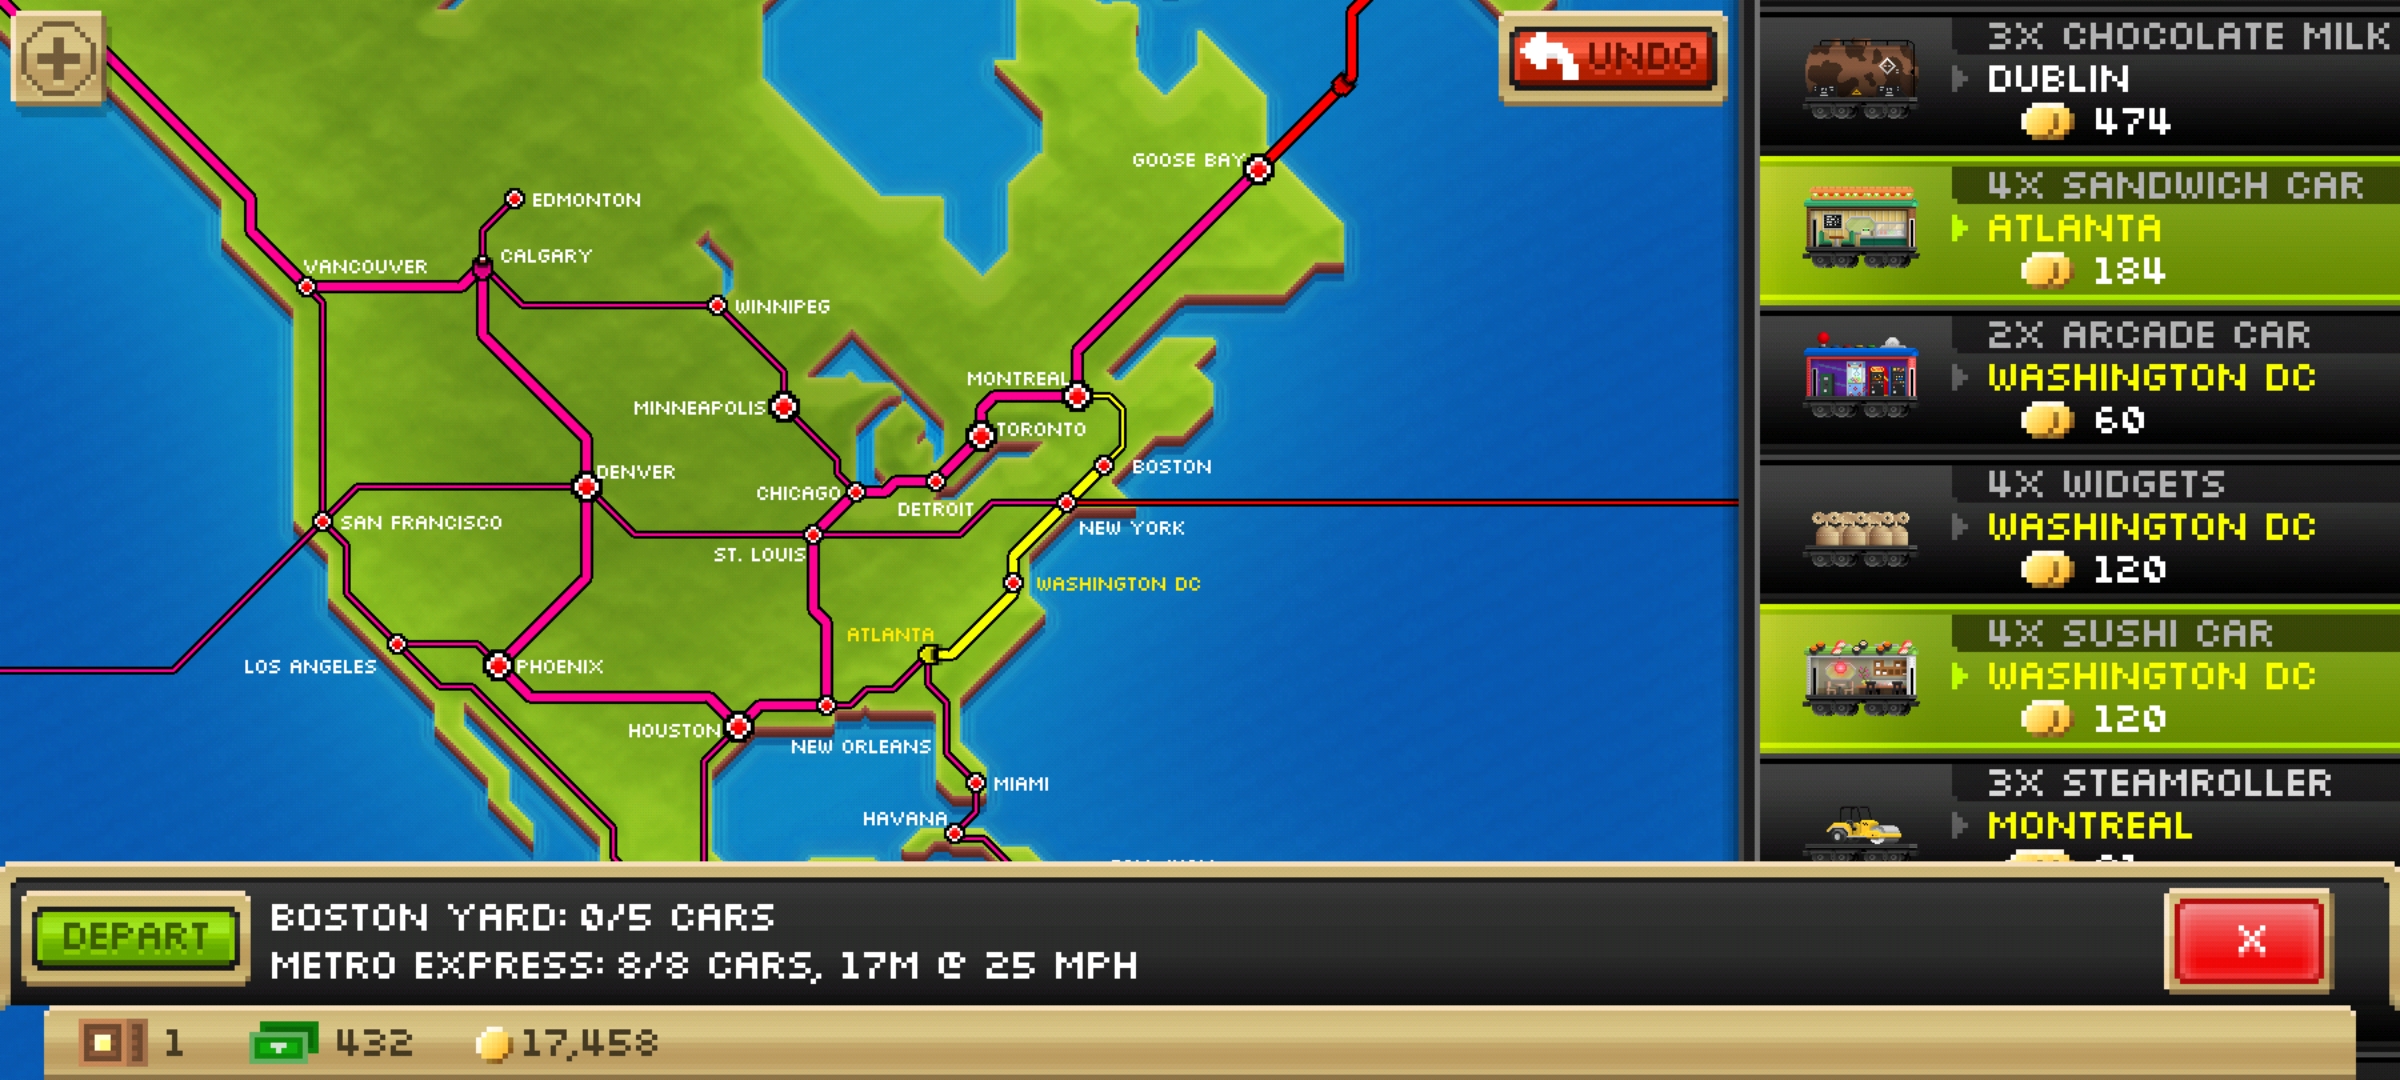 UNDO
GOOSE BAY
EDMONTON
CALGARY
VANCOUVER
WINNIPEG
MONTREAL
MINNEAPOLIS
TORONTO
DENVER
BOSTON
CHICAGO
DETROIT
SAN FRANCISCO
NEW YORK
ST. LOUIS
WASHINGTON DC
ATLANTA
LOS ANGELES
PHOENIX
HOUSTON
NEW ORLEANS
MIAMI
HAVANA
3X CHOCOLATE MILK
DUBLIN
474
4X SANDWICH CAR
ATLANTA
184
2X ARCADE CAR
WASHINGTON DC
60
4X WIDGETS
WASHINGTON DC
120
4X SUSHI CAR
WASHINGTON DC
120
3X STEAMROLLER
MONTREAL
DEPART
BOSTON YARD: 0/5 CARS
METRO EXPRESS: 8/8 CARS, 17M @ 25 MPH
X
1
432
17,458